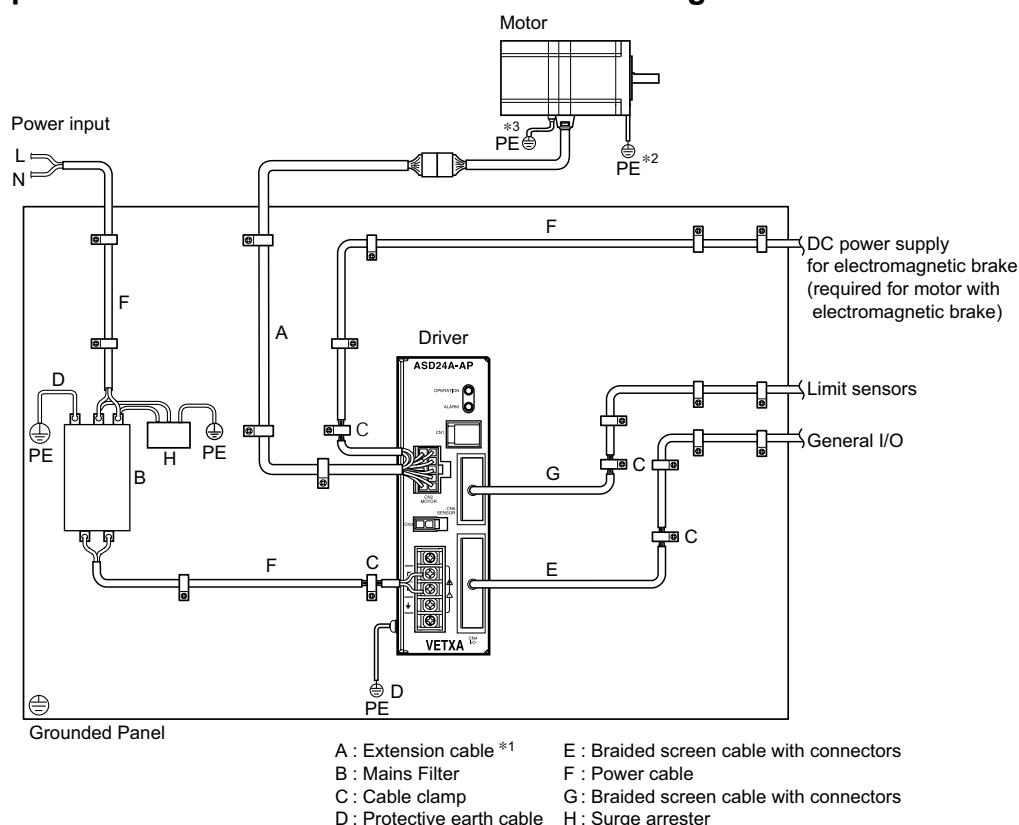 Motor
*3
PE
PE *2
Power input
L
N
F
DC power supply
for electromagnetic brake
(required for motor with
electromagnetic brake)
F
A
Driver
ASD24A-AP
OPERATION
ALARM
CN1
D
PE
H
PE
B
C
CN2
MOTOR
CN5
SENSOR
CN3
Limit sensors
General I/O
G
C
C
F
C
E
CN4
I/O
VETXA
D
PE
Grounded Panel
A : Extension cable *1
B : Mains Filter
C : Cable clamp
D : Protective earth cable
E : Braided screen cable with connectors
F : Power cable
G : Braided screen cable with connectors
H : Surge arrester